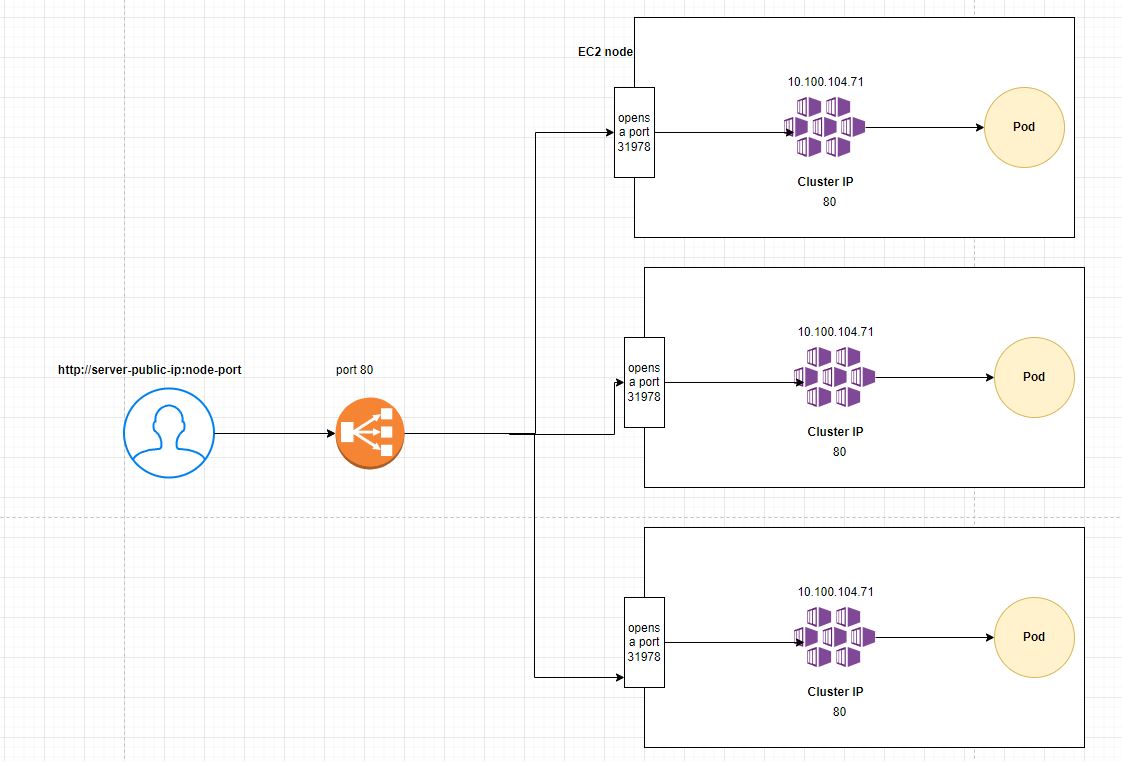 EC2 node
10.100.104.71
opens
a port
31978
Pod
Cluster IP
80
http://server-public-ip:node-port
port 80
10.100.104.71
opens
a port
31978
Pod
Cluster IP
80
10.100.104.71
opens
a port
31978
Pod
Cluster IP
80